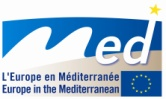 Med
L'Europe en Méditerranée
Europe in the Mediterranean